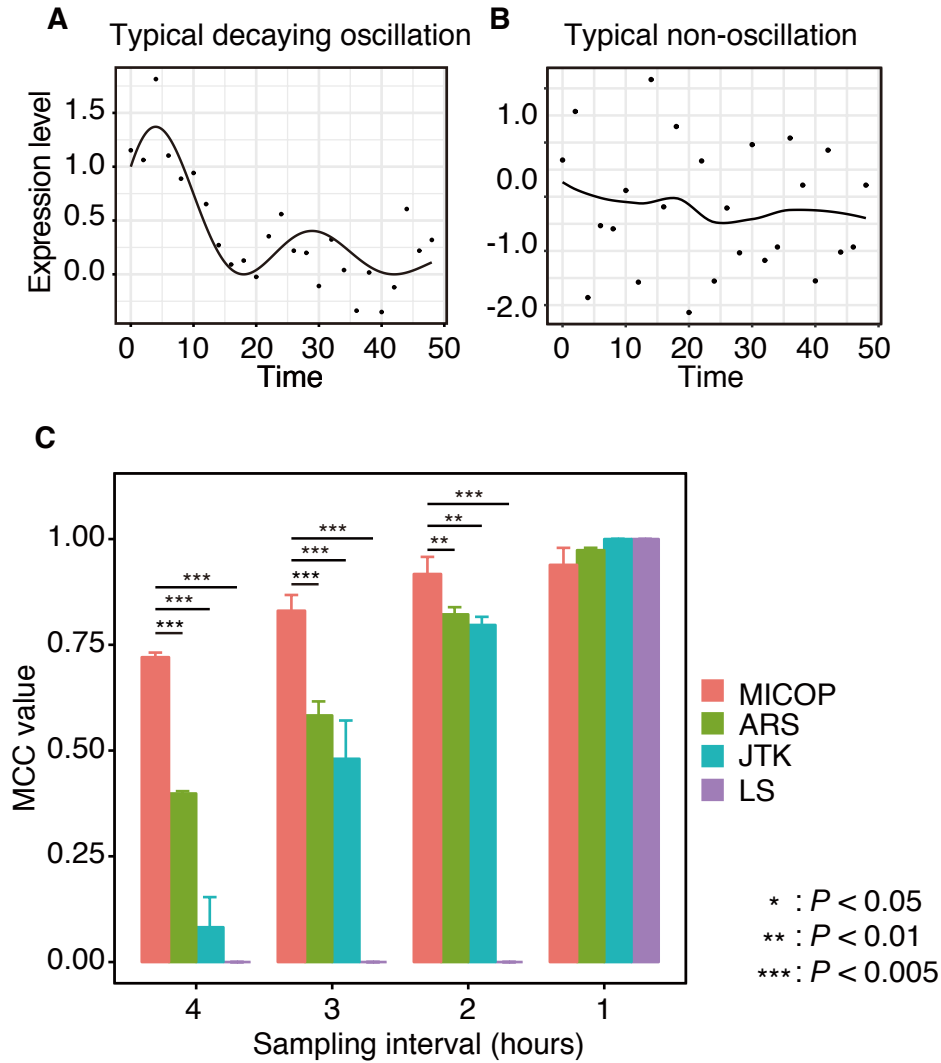 A
Typical decaying oscillation
Expression level
1.5
1.0
0.5
0.0
0 10 20 30 40 50
Time
B
Typical non-oscillation
1.0
0.0
-1.0
-2.0
0 10 20 30 40 50
Time
C
MCC value
1.00
0.75
0.50
0.25
0.00
***
***
***
***
***
***
***
**
**
4 3 2 1
Sampling interval (hours)
MICOP
ARS
JTK
LS
* : P < 0.05
** : P < 0.01
*** : P < 0.005